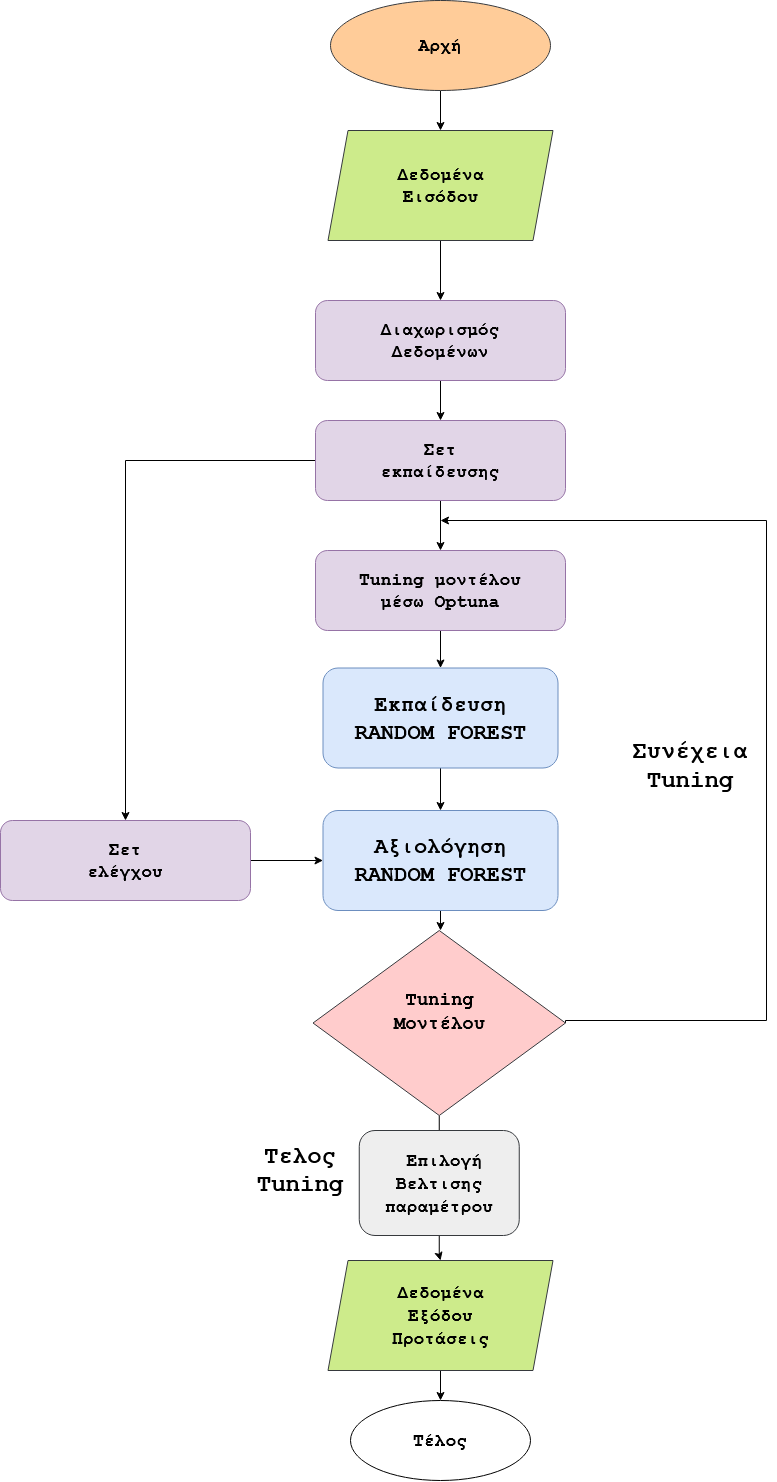 Αρχή
Δεδομένα
Εισόδου
Διαχωρισμός
Δεδομένων
Σετ
εκπαίδευσης
Tuning μοντέλου
μέσω Optuna
Εκπαίδευση
RANDOM FOREST
Συνέχεια
Tuning
Σετ
ελέγχου
Αξιολόγηση
RANDOM FOREST
Tuning
Μοντέλου
Τελος
Tuning
Επιλογή
Βελτισης
παραμέτρου
Δεδομένα
Εξόδου
Προτάσεις
Τέλος